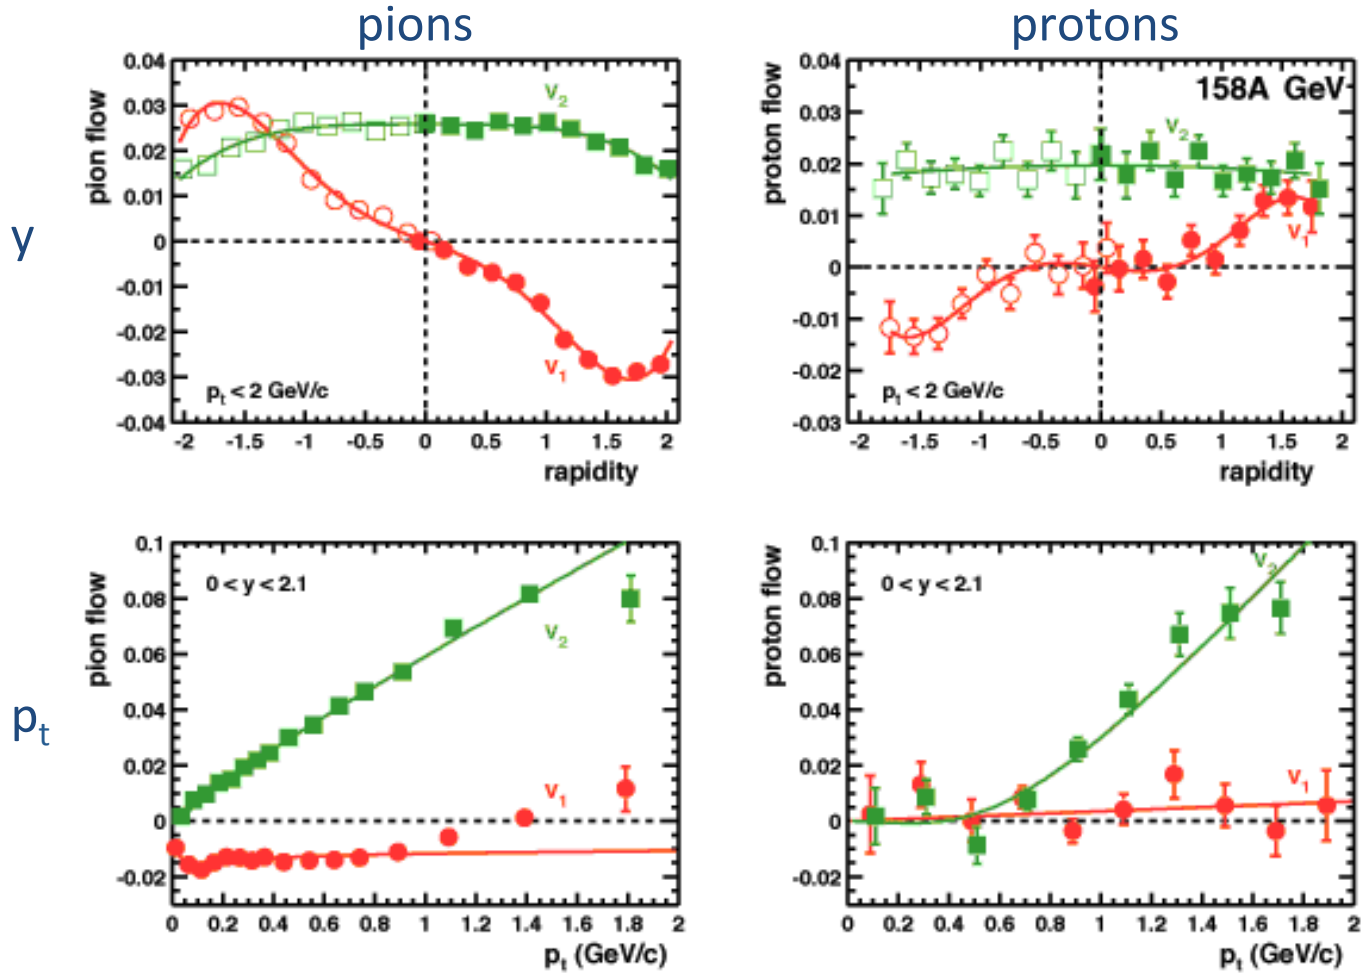 pions
protons
y
pion flow
0.04
0.03
0.02
0.01
0
-0.01
-0.02
-0.03
-0.04
V2
V1
pt < 2 GeV/c
-2 -1.5 -1 -0.5 0 0.5 1 1.5 2
rapidity
proton flow
0.04
0.03
0.02
0.01
0
-0.01
-0.02
-0.03
158A GeV
V2
V1
pt < 2 GeV/c
-2 -1.5 -1 -0.5 0 0.5 1 1.5 2
rapidity
pt
pion flow
0.1
0.08
0.06
0.04
0.02
0
-0.02
0 < y < 2.1
V2
V1
0 0.2 0.4 0.6 0.8 1 1.2 1.4 1.6 1.8 2
pt (GeV/c)
proton flow
0.1
0.08
0.06
0.04
0.02
0
-0.02
0 < y < 2.1
V2
V1
0 0.2 0.4 0.6 0.8 1 1.2 1.4 1.6 1.8 2
pt (GeV/c)